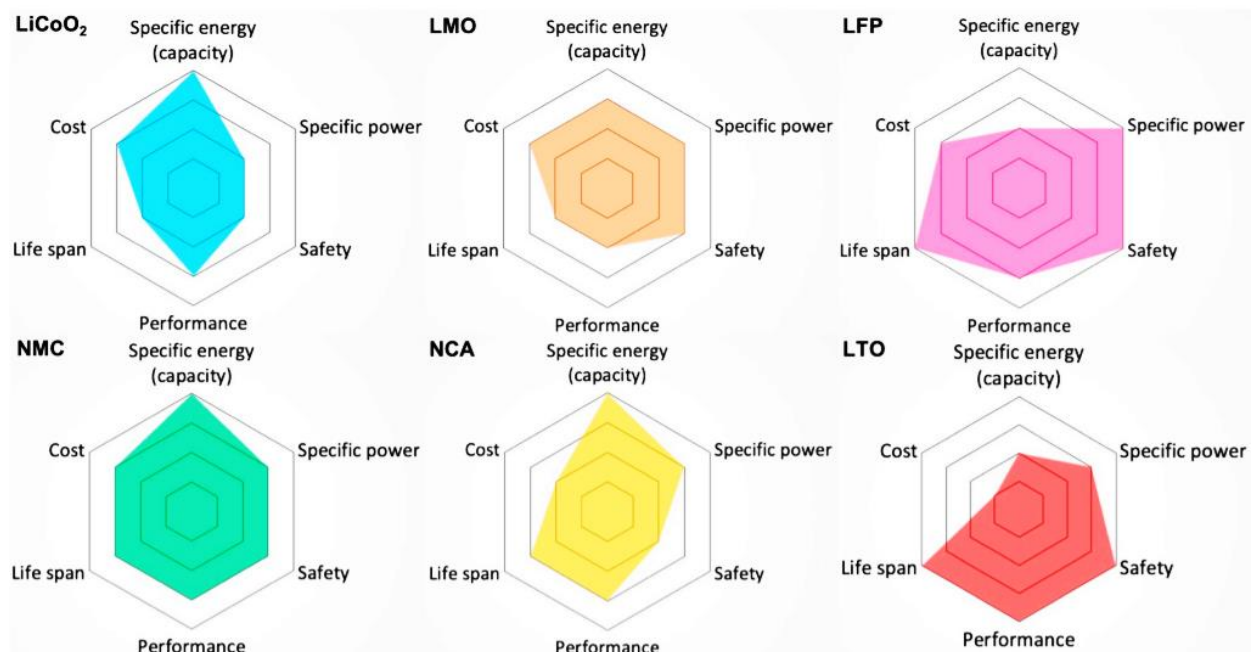 LiCoO₂
Specific energy
(capacity)
Cost
Specific power
Life span
Safety
Performance
LMO
Specific energy
(capacity)
Cost
Specific power
Life span
Safety
Performance
LFP
Specific energy
(capacity)
Cost
Specific power
Life span
Safety
Performance
NMC
Specific energy
(capacity)
Cost
Specific power
Life span
Safety
Performance
NCA
Specific energy
(capacity)
Cost
Specific power
Life span
Safety
Performance
LTO
Specific energy
(capacity)
Cost
Specific power
Life span
Safety
Performance